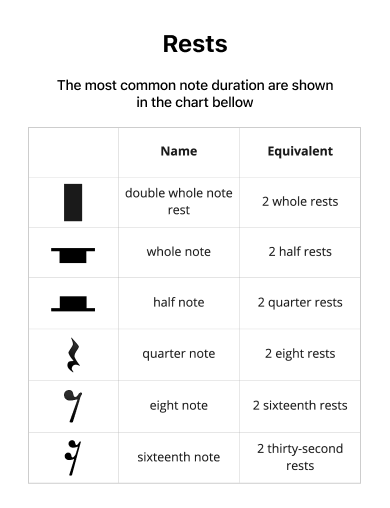 Rests
The most common note duration are shown
in the chart bellow
Name
Equivalent
double whole note
rest
2 whole rests
whole note
2 half rests
half note
2 quarter rests
quarter note
2 eight rests
eight note
2 sixteenth rests
sixteenth note
2 thirty-second
rests